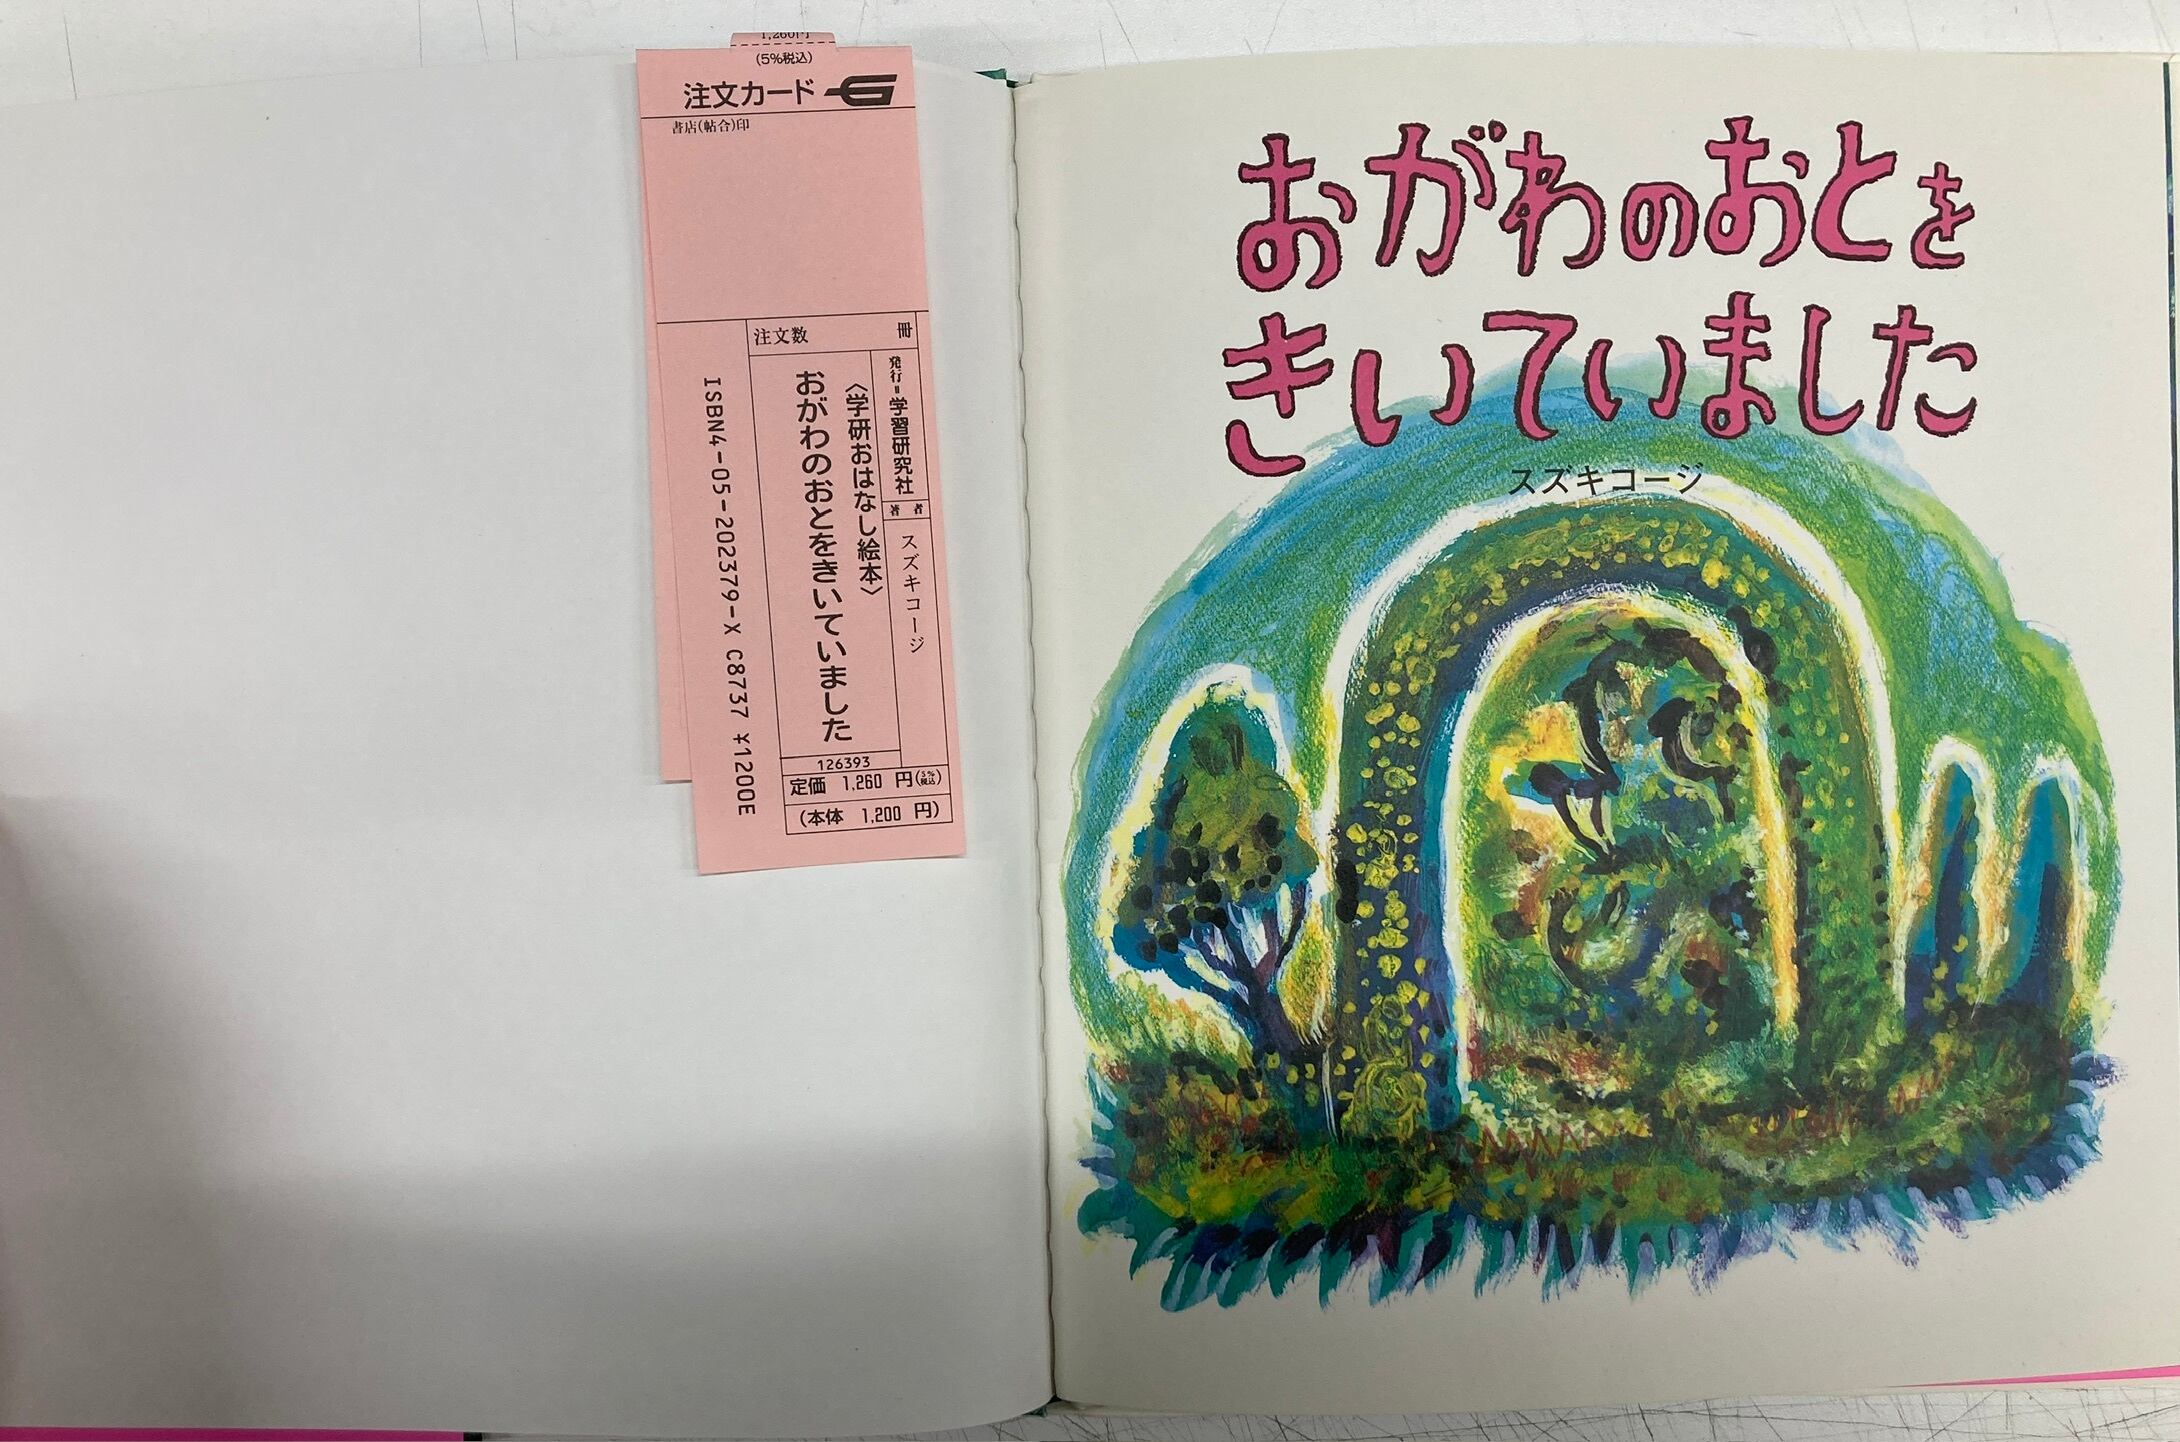 1,260円
(5%税込)
注文カード
書店(帖合)印
注文数 冊
発行=学習研究社
著者
スズキコージ
〈学研おはなし絵本〉
おがわのおとをきいていました
126393
定価 1,260 円(5%税込)
(本体 1,200 円)
ISBN4-05-202379-X C8737 ¥1200E
おがわのおとを
きいていました
スズキコージ